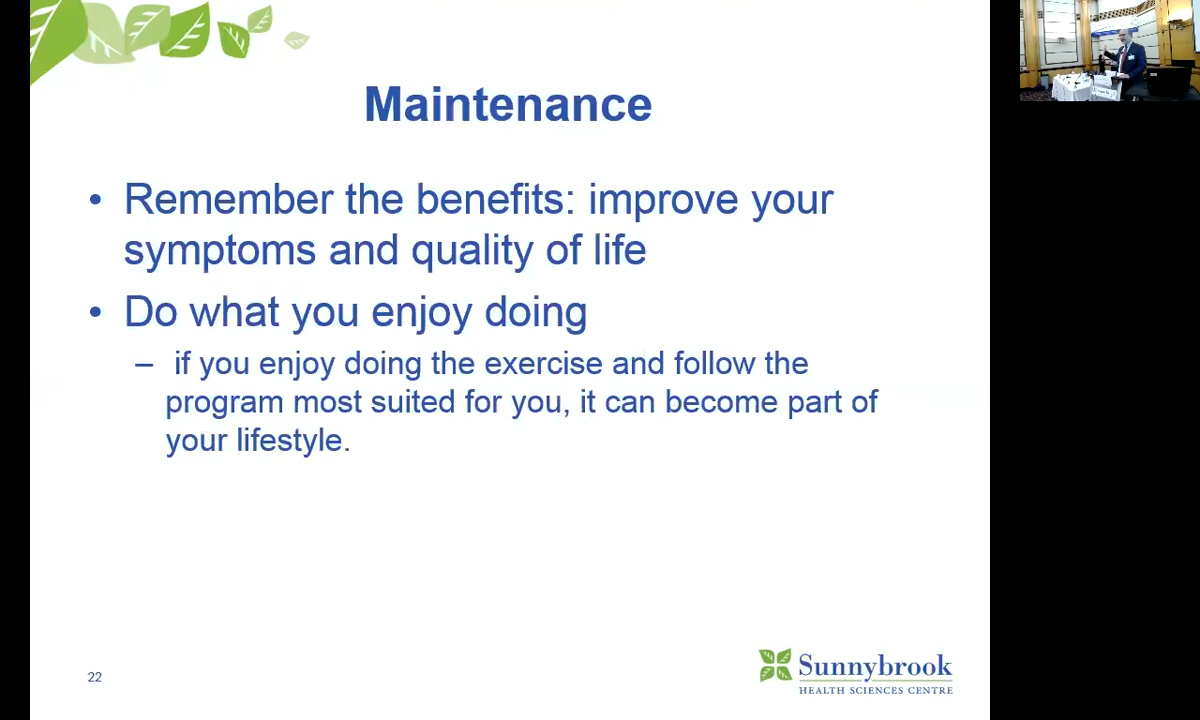 Maintenance
• Remember the benefits: improve your
symptoms and quality of life
• Do what you enjoy doing
– if you enjoy doing the exercise and follow the
program most suited for you, it can become part of
your lifestyle.
22
Sunnybrook
HEALTH SCIENCES CENTRE